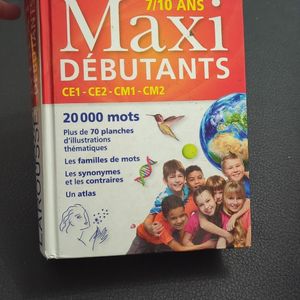 7/10 ANS
Maxi
DÉBUTANTS
CE1 - CE2 - CM1 - CM2
20 000 mots
Plus de 70 planches
d'illustrations
thématiques
Les familles de mots
Les synonymes
et les contraires
Un atlas
LAROUSSE
DÉBUTANTS